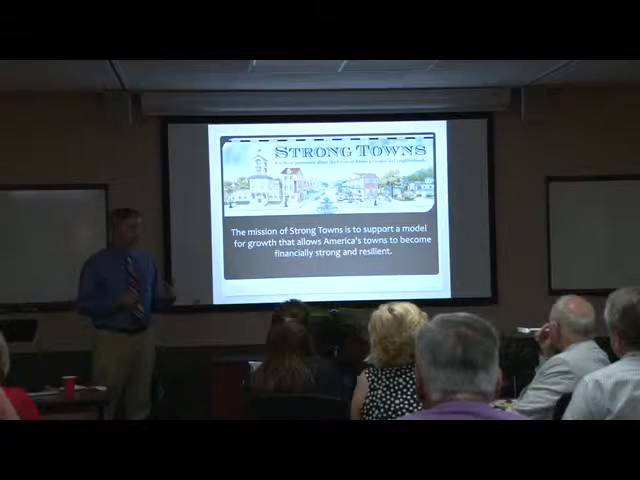 STRONG TOWNS
The mission of Strong Towns is to support a model
for growth that allows America's towns to become
financially strong and resilient.